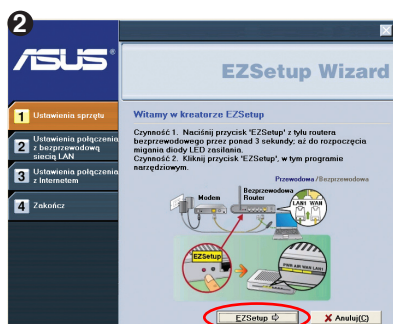 2
ASUS
EZSetup Wizard
1 Ustawienia sprzętu
2 Ustawienia połączenia
z bezprzewodową
siecią LAN
3 Ustawienia połączenia
z Internetem
4 Zakończ
Witamy w kreatorze EZSetup
Czynność 1. Naciśnij przycisk 'EZSetup' z tyłu routera
bezprzewodowego przez ponad 3 sekundy; aż do rozpoczęcia
migania diody LED zasilania.
Czynność 2. Kliknij przycisk 'EZSetup', w tym programie
narzędziowym.
Przewodowa /Bezprzewodowa
Modem
Bezprzewodowa
Router
LAN1 WAN
EZSetup
PWR AIR WAN LAN1
EZSetup
Anuluj(C)